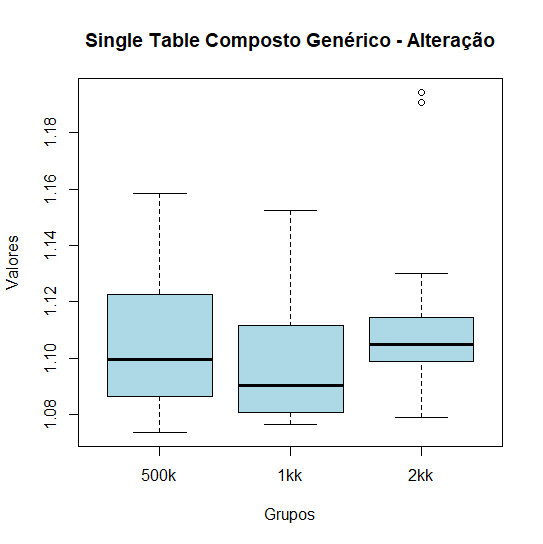 Single Table Composto Genérico - Alteração
Valores
1.18
1.16
1.14
1.12
1.10
1.08
500k
1kk
2kk
Grupos